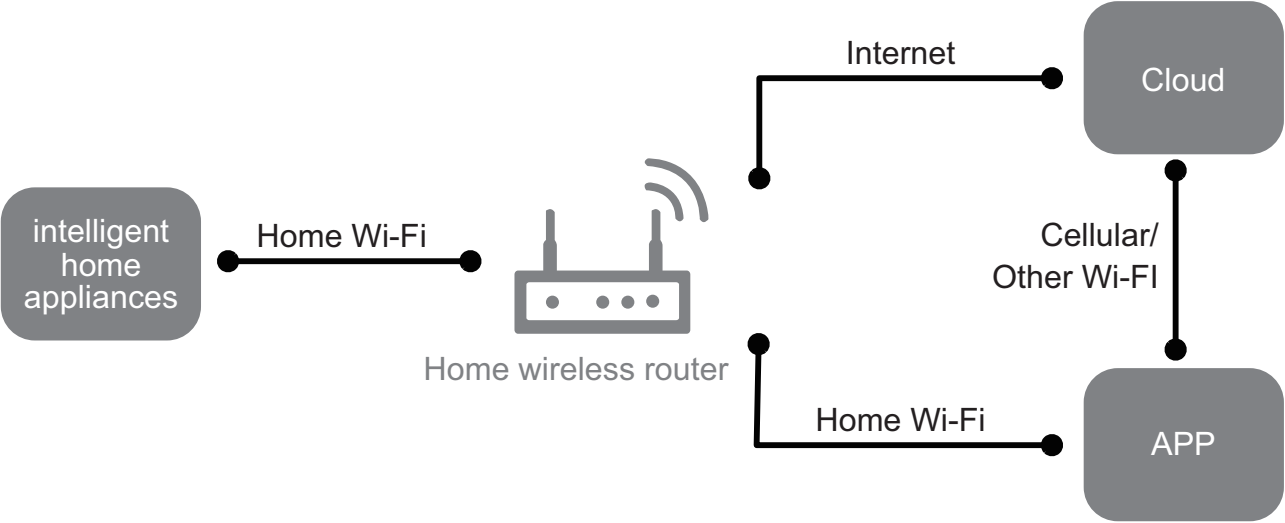 Internet
Cloud
intelligent
home
appliances
Home Wi-Fi
Cellular/
Other Wi-FI
Home wireless router
Home Wi-Fi
APP